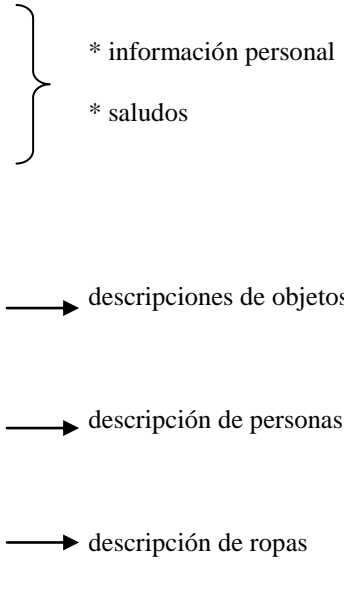 * información personal
* saludos
descripciones de objetos
descripción de personas
descripción de ropas